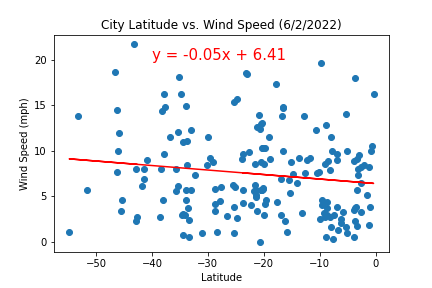 City Latitude vs. Wind Speed (6/2/2022)
y = -0.05x + 6.41
Wind Speed (mph)
20
15
10
5
0
−50 −40 −30 −20 −10 0
Latitude